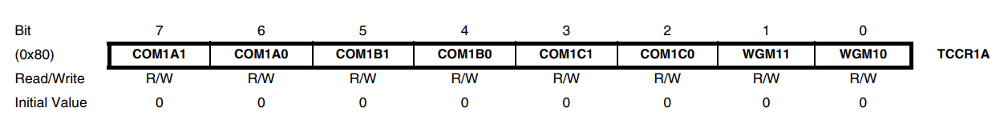 Bit 7 6 5 4 3 2 1 0
(0x80) COM1A1 COM1A0 COM1B1 COM1B0 COM1C1 COM1C0 WGM11 WGM10 TCCR1A
Read/Write R/W R/W R/W R/W R/W R/W R/W R/W
Initial Value 0 0 0 0 0 0 0 0